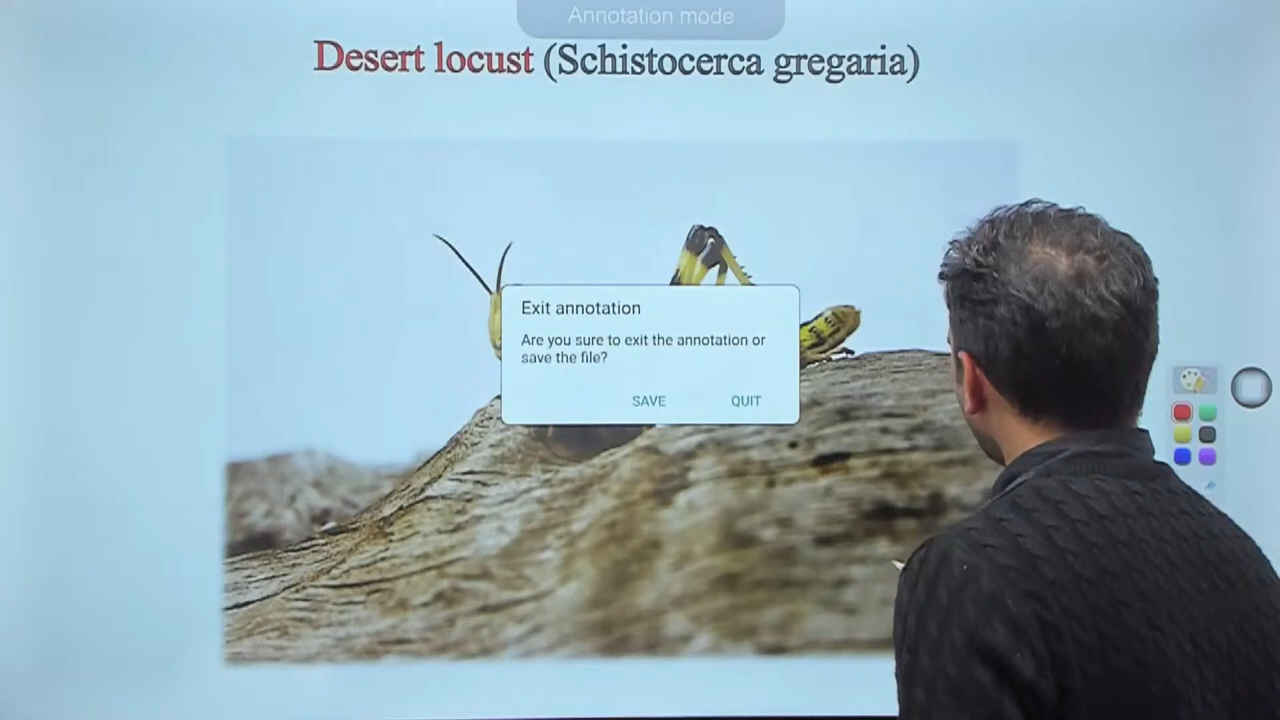 Annotation mode
Desert locust (Schistocerca gregaria)
Exit annotation
Are you sure to exit the annotation or
save the file?
SAVE QUIT